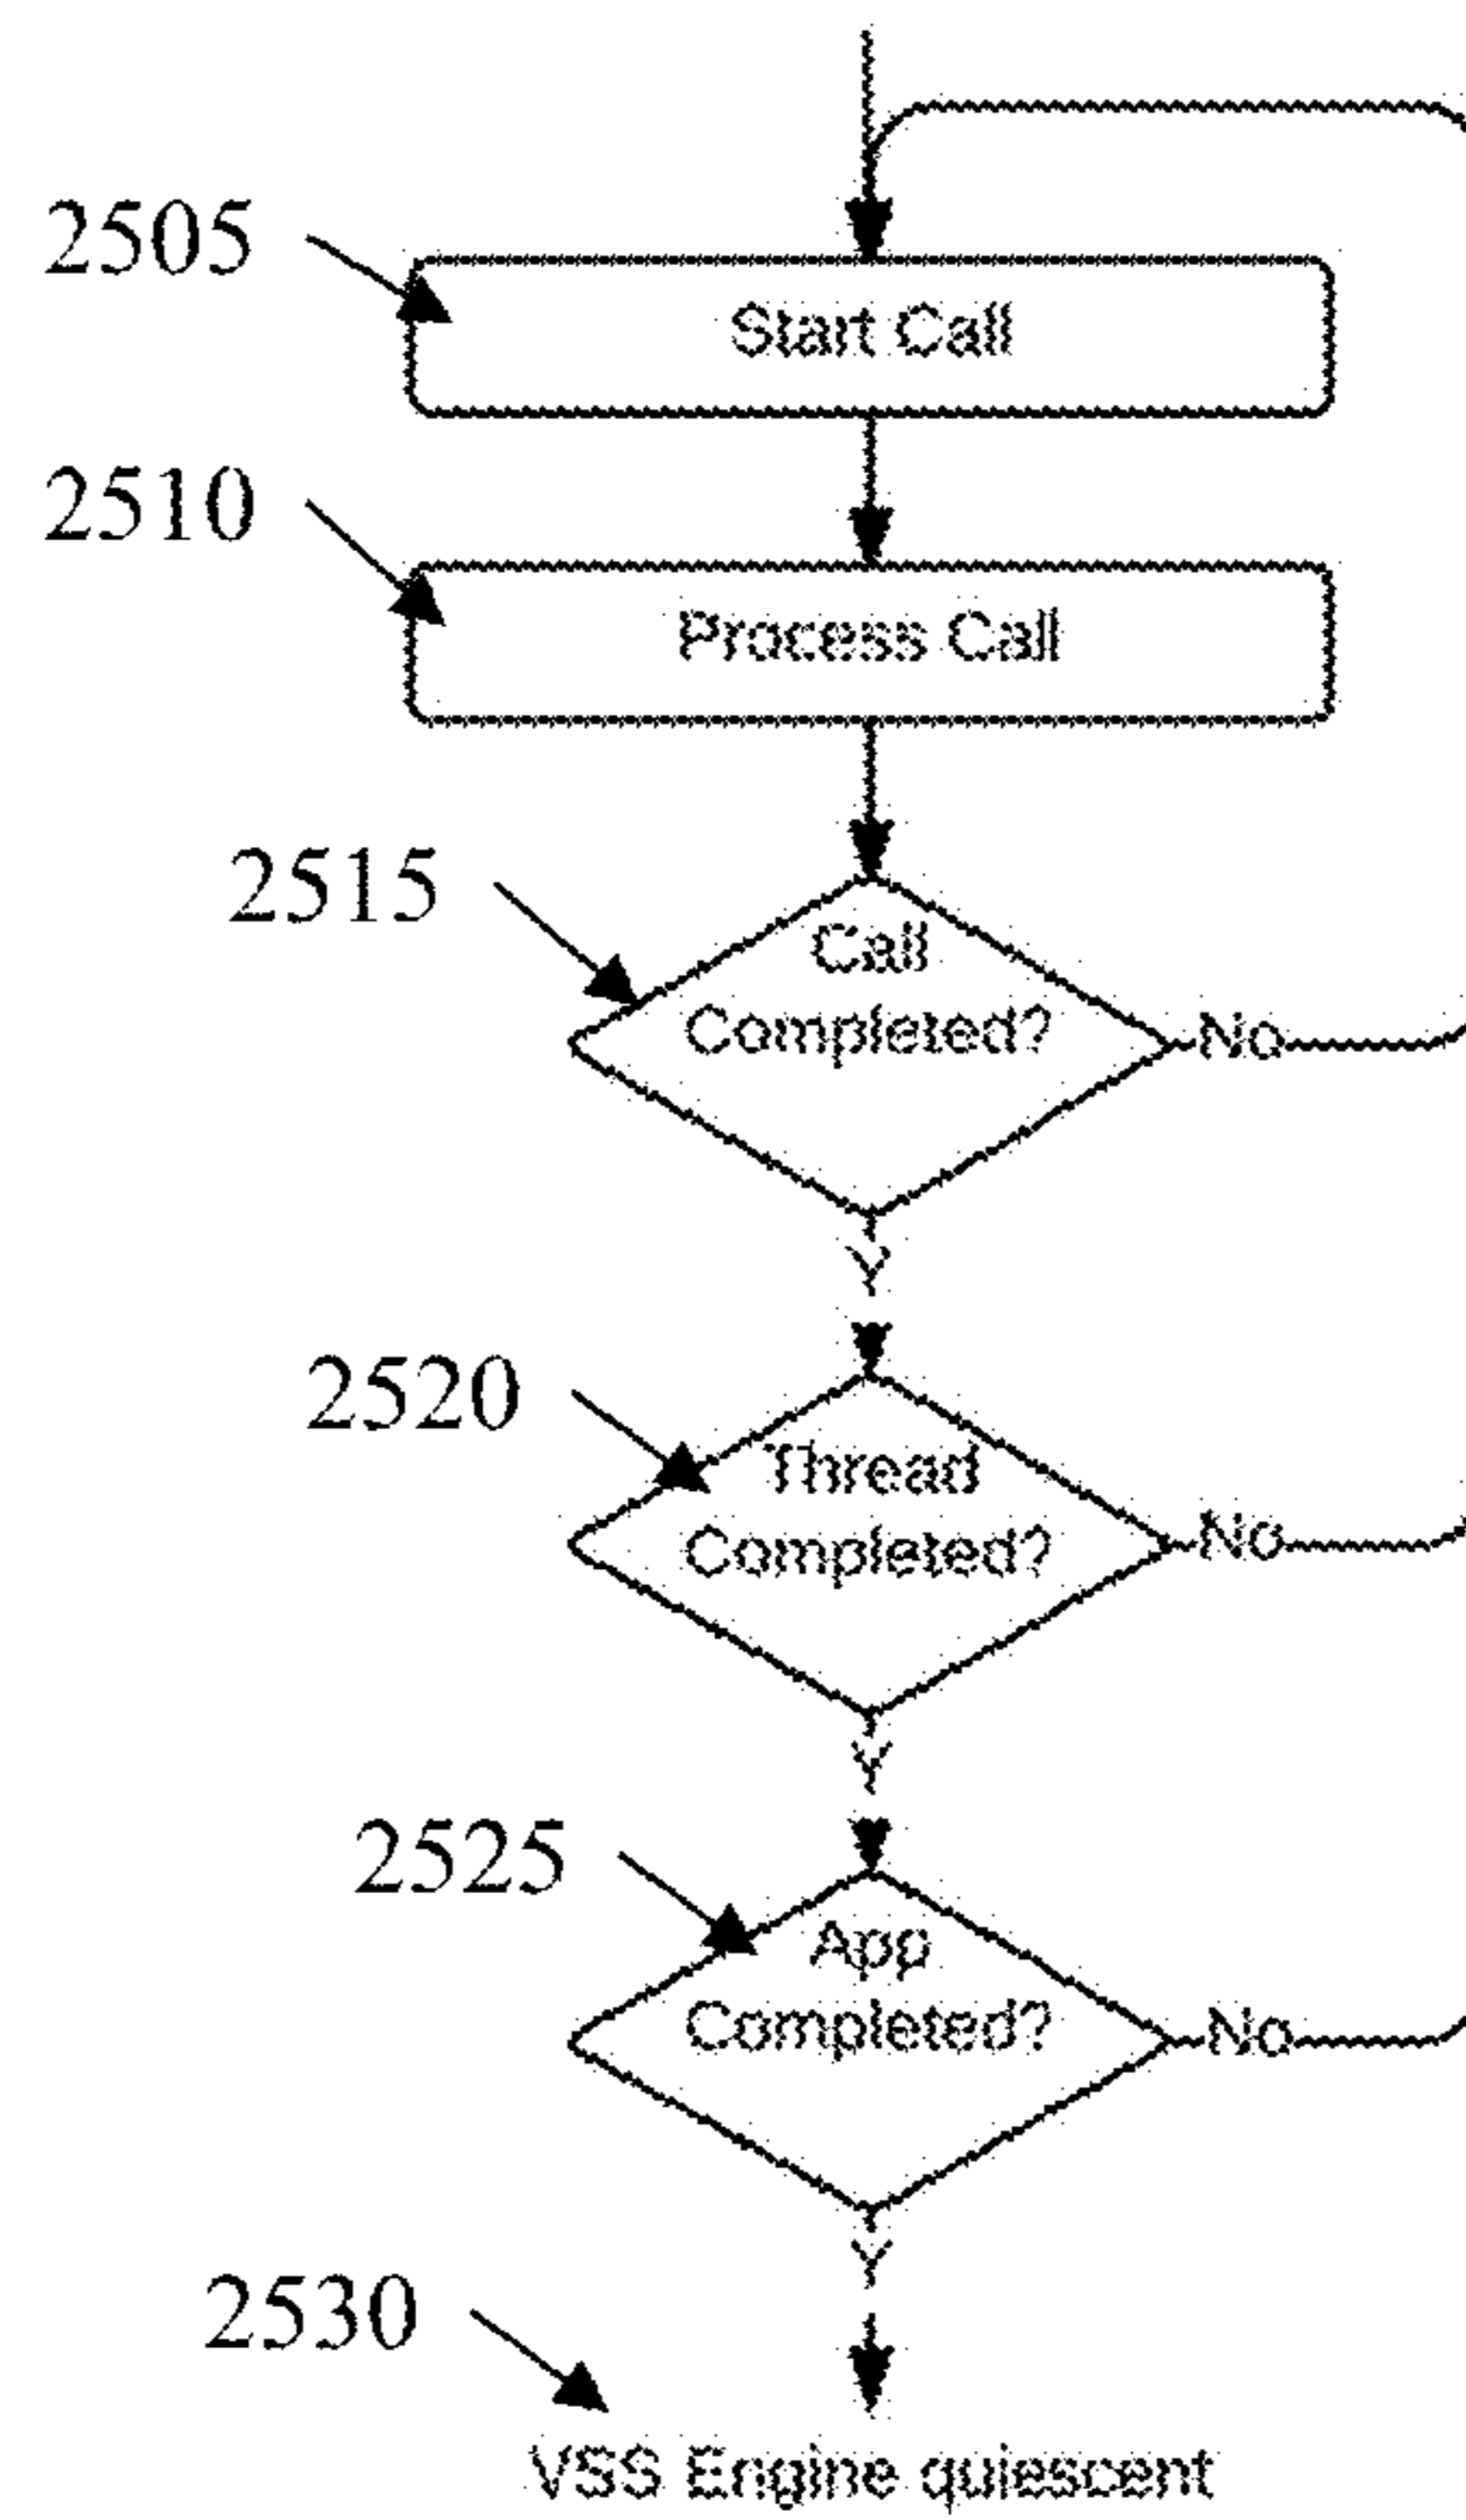 2505
Start Call
2510
Process Call
2515
Call
Completed?
No
Y
2520
Thread
Completed?
No
Y
2525
App
Completed?
No
Y
2530
VSS Engine quiescent